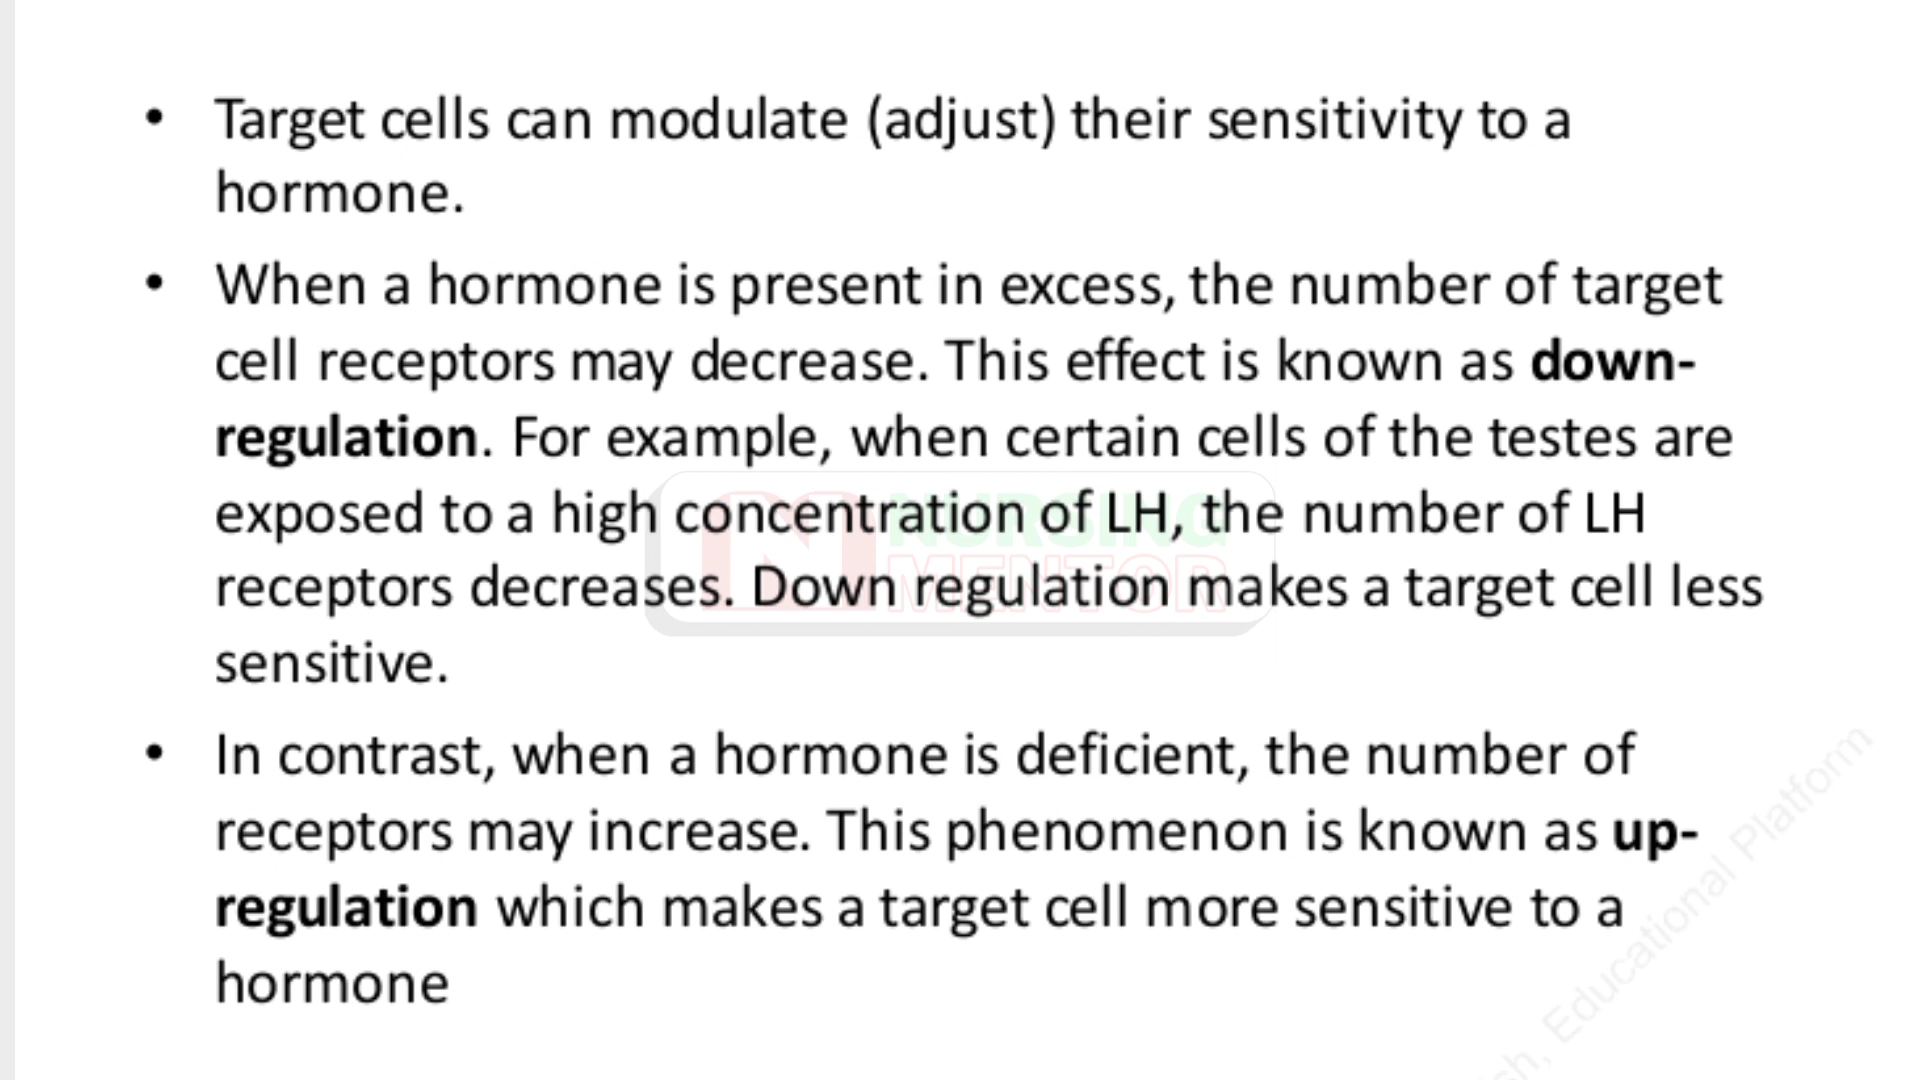 • Target cells can modulate (adjust) their sensitivity to a
hormone.
• When a hormone is present in excess, the number of target
cell receptors may decrease. This effect is known as down-
regulation. For example, when certain cells of the testes are
exposed to a high concentration of LH, the number of LH
receptors decreases. Down regulation makes a target cell less
sensitive.
• In contrast, when a hormone is deficient, the number of
receptors may increase. This phenomenon is known as up-
regulation which makes a target cell more sensitive to a
hormone
NURSING
MENTOR
Educational Platform